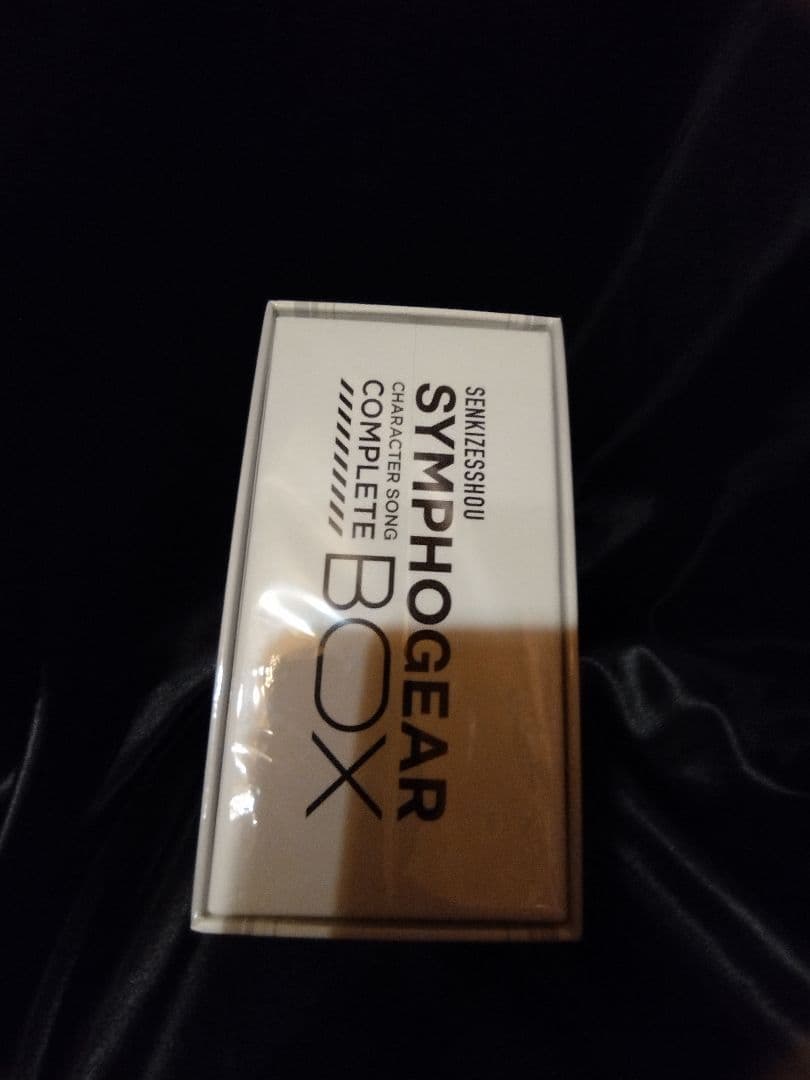 SENKIZESSHOU
SYMPHOGEAR
CHARACTER SONG
COMPLETE BOX